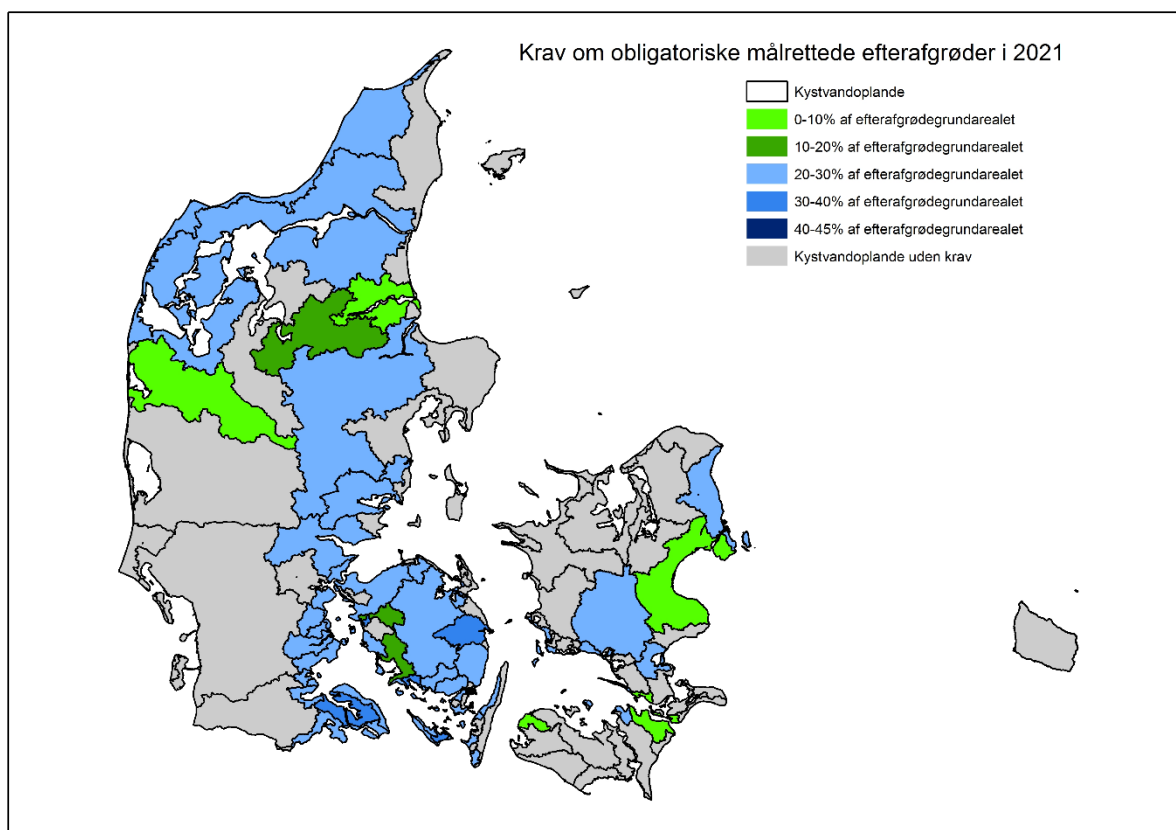 Krav om obligatoriske målrettede efterafgrøder i 2021
Kystvandoplande
0-10% af efterafgrødegrundarealet
10-20% af efterafgrødegrundarealet
20-30% af efterafgrødegrundarealet
30-40% af efterafgrødegrundarealet
40-45% af efterafgrødegrundarealet
Kystvandoplande uden krav